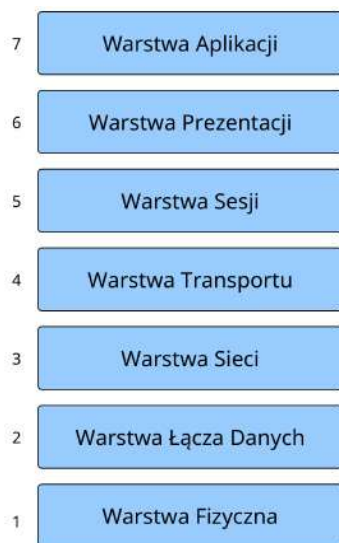 7 Warstwa Aplikacji
6 Warstwa Prezentacji
5 Warstwa Sesji
4 Warstwa Transportu
3 Warstwa Sieci
2 Warstwa Łącza Danych
1 Warstwa Fizyczna